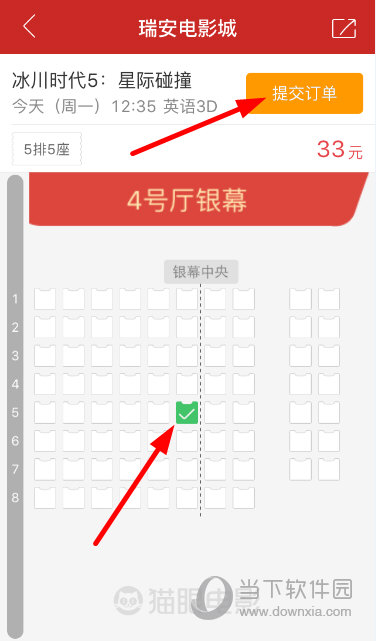 瑞安电影城
冰川时代5：星际碰撞
提交订单
今天（周一）12:35 英语3D
5排5座
33元
4号厅银幕
银幕中央
1
2
3
4
5
6
7
8
猫眼电影
当下软件园
www.downxia.com